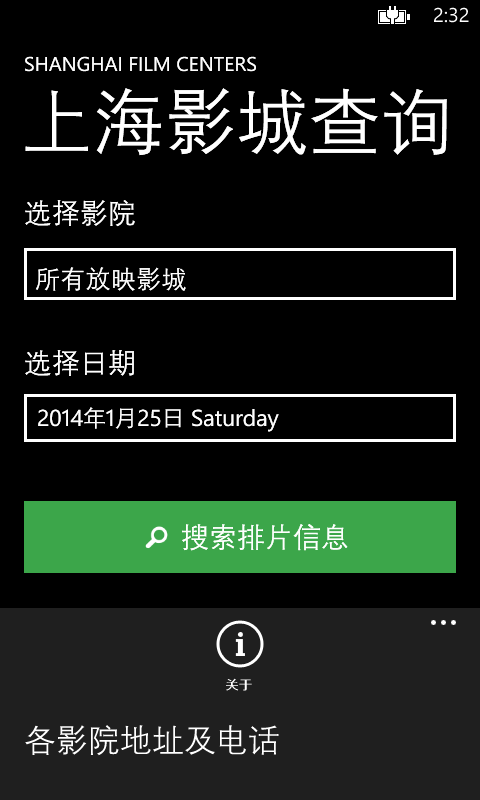 2:32
SHANGHAI FILM CENTERS
上海影城查询
选择影院
所有放映影城
选择日期
2014年1月25日 Saturday
搜索排片信息
关于
各影院地址及电话